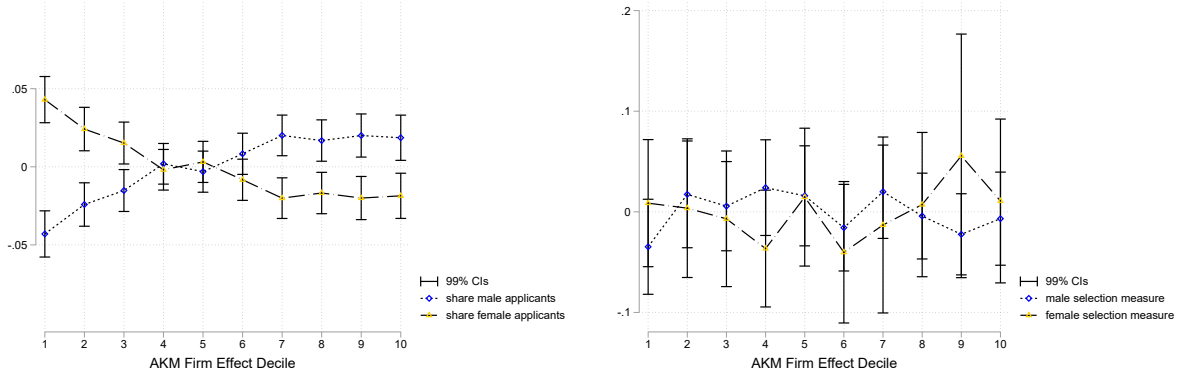 .05
0
-.05
1 2 3 4 5 6 7 8 9 10
AKM Firm Effect Decile
99% CIs
share male applicants
share female applicants
.2
.1
0
-.1
1 2 3 4 5 6 7 8 9 10
AKM Firm Effect Decile
99% CIs
male selection measure
female selection measure